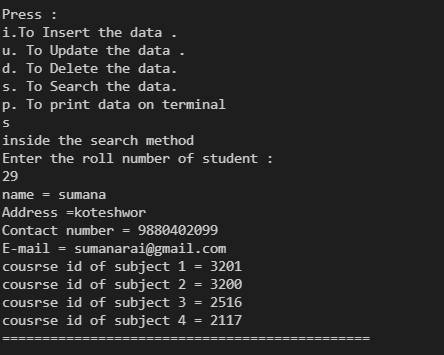 Press :
i.To Insert the data .
u. To Update the data .
d. To Delete the data.
s. To Search the data.
p. To print data on terminal
s
inside the search method
Enter the roll number of student :
29
name = sumana
Address =koteshwor
Contact number = 9880402099
E-mail = sumanarai@gmail.com
cousrse id of subject 1 = 3201
cousrse id of subject 2 = 3200
cousrse id of subject 3 = 2516
cousrse id of subject 4 = 2117
==============================================